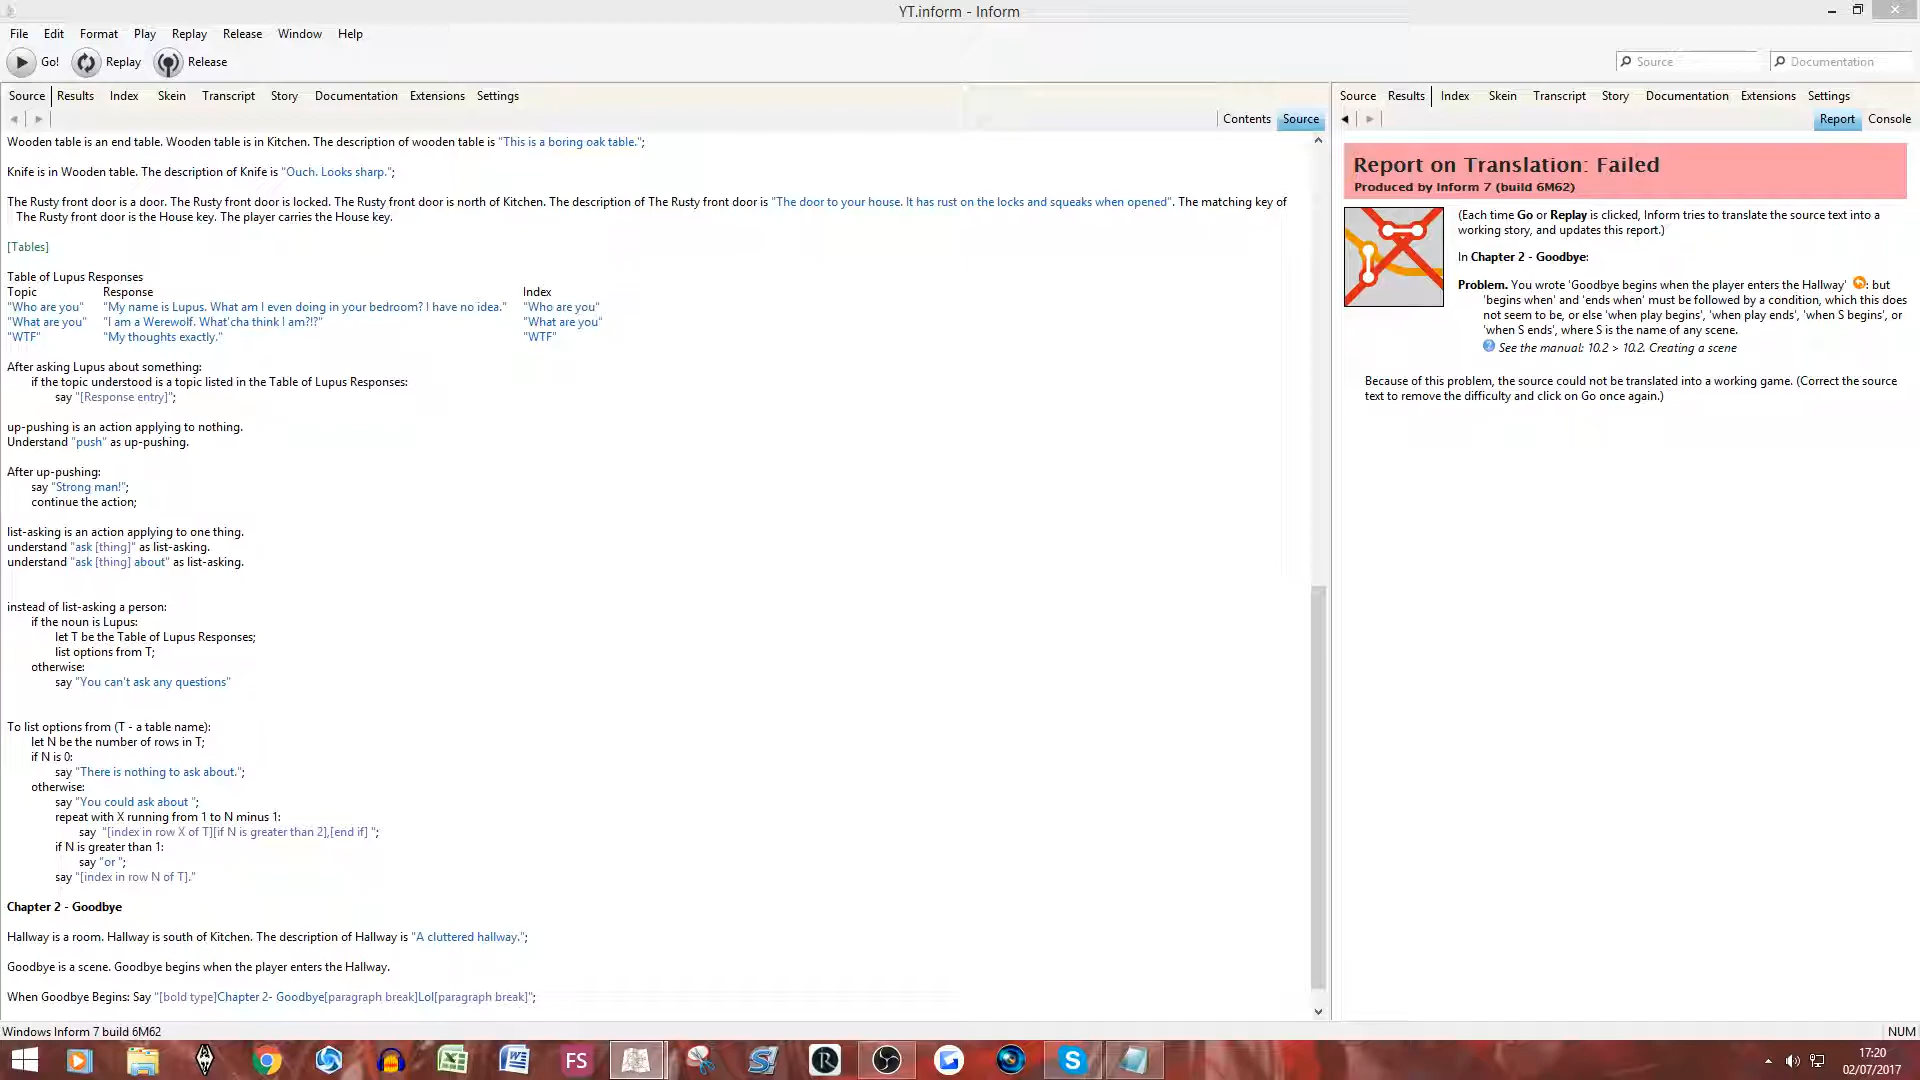 YT.inform - Inform
File Edit Format Play Replay Release Window Help
Go! Replay Release
Source Documentation
Source Results Index Skein Transcript Story Documentation Extensions Settings
Contents Source
Wooden table is an end table. Wooden table is in Kitchen. The description of wooden table is "This is a boring oak table.";
Knife is in Wooden table. The description of Knife is "Ouch. Looks sharp.";
The Rusty front door is a door. The Rusty front door is locked. The Rusty front door is north of Kitchen. The description of The Rusty front door is "The door to your house. It has rust on the locks and squeaks when opened". The matching key of
The Rusty front door is the House key. The player carries the House key.
[Tables]
Table of Lupus Responses
Topic Response Index
"Who are you" "My name is Lupus. What am I even doing in your bedroom? I have no idea." "Who are you"
"What are you" "I am a Werewolf. What'cha think I am?!?" "What are you"
"WTF" "My thoughts exactly." "WTF"
After asking Lupus about something:
if the topic understood is a topic listed in the Table of Lupus Responses:
say "[Response entry]";
up-pushing is an action applying to nothing.
Understand "push" as up-pushing.
After up-pushing:
say "Strong man!";
continue the action;
list-asking is an action applying to one thing.
understand "ask [thing]" as list-asking.
understand "ask [thing] about" as list-asking.
instead of list-asking a person:
if the noun is Lupus:
let T be the Table of Lupus Responses;
list options from T;
otherwise:
say "You can't ask any questions"
To list options from (T - a table name):
let N be the number of rows in T;
if N is 0:
say "There is nothing to ask about.";
otherwise:
say "You could ask about ";
repeat with X running from 1 to N minus 1:
say "[index in row X of T][if N is greater than 2],[end if] ";
if N is greater than 1:
say "or ";
say "[index in row N of T]."
Chapter 2 - Goodbye
Hallway is a room. Hallway is south of Kitchen. The description of Hallway is "A cluttered hallway.";
Goodbye is a scene. Goodbye begins when the player enters the Hallway.
When Goodbye Begins: Say "[bold type]Chapter 2- Goodbye[paragraph break]Lol[paragraph break]";
Source Results Index Skein Transcript Story Documentation Extensions Settings
Report Console
Report on Translation: Failed
Produced by Inform 7 (build 6M62)
(Each time Go or Replay is clicked, Inform tries to translate the source text into a
working story, and updates this report.)
In Chapter 2 - Goodbye:
Problem. You wrote 'Goodbye begins when the player enters the Hallway' : but
'begins when' and 'ends when' must be followed by a condition, which this does
not seem to be, or else 'when play begins', 'when play ends', 'when S begins', or
'when S ends', where S is the name of any scene.
See the manual: 10.2 > 10.2. Creating a scene
Because of this problem, the source could not be translated into a working game. (Correct the source
text to remove the difficulty and click on Go once again.)
Windows Inform 7 build 6M62
NUM
FS
17:20
02/07/2017